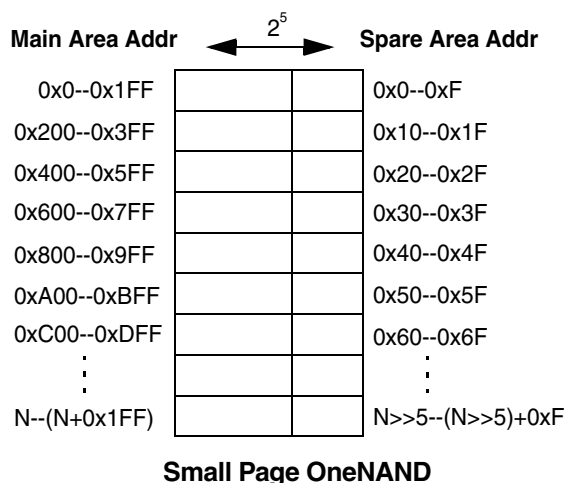 Main Area Addr 2^5 Spare Area Addr
0x0--0x1FF 0x0--0xF
0x200--0x3FF 0x10--0x1F
0x400--0x5FF 0x20--0x2F
0x600--0x7FF 0x30--0x3F
0x800--0x9FF 0x40--0x4F
0xA00--0xBFF 0x50--0x5F
0xC00--0xDFF 0x60--0x6F
N--(N+0x1FF) N>>5--(N>>5)+0xF
Small Page OneNAND